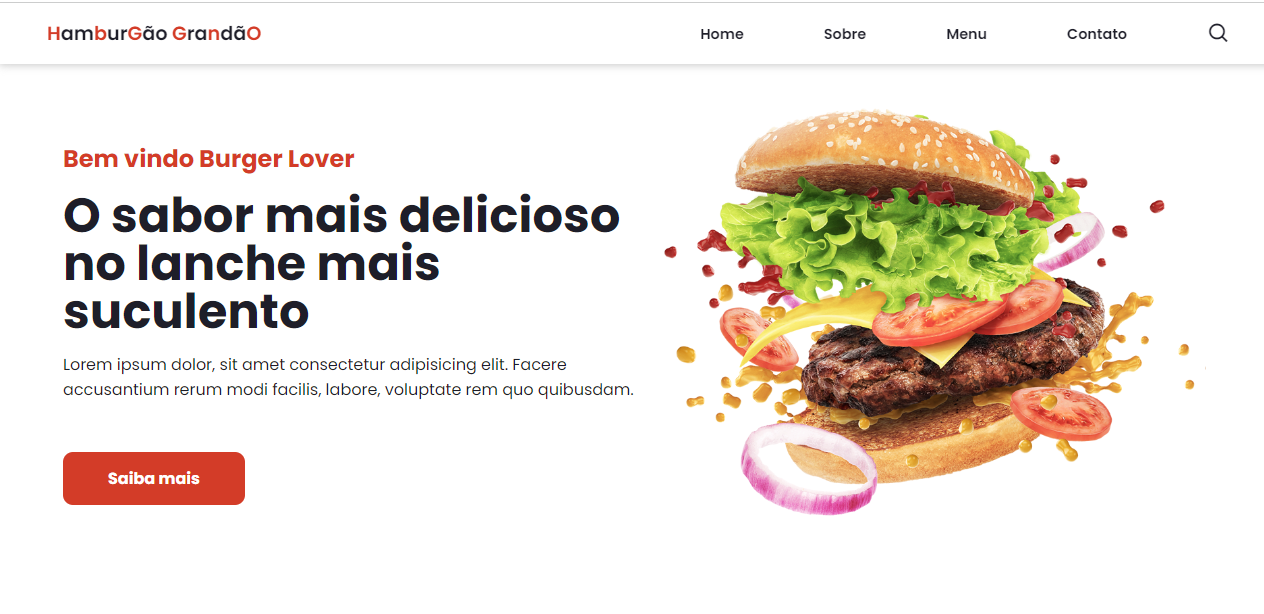 HamburGão GrandãO
Home Sobre Menu Contato
Bem vindo Burger Lover
O sabor mais delicioso
no lanche mais
suculento
Lorem ipsum dolor, sit amet consectetur adipisicing elit. Facere
accusantium rerum modi facilis, labore, voluptate rem quo quibusdam.
Saiba mais